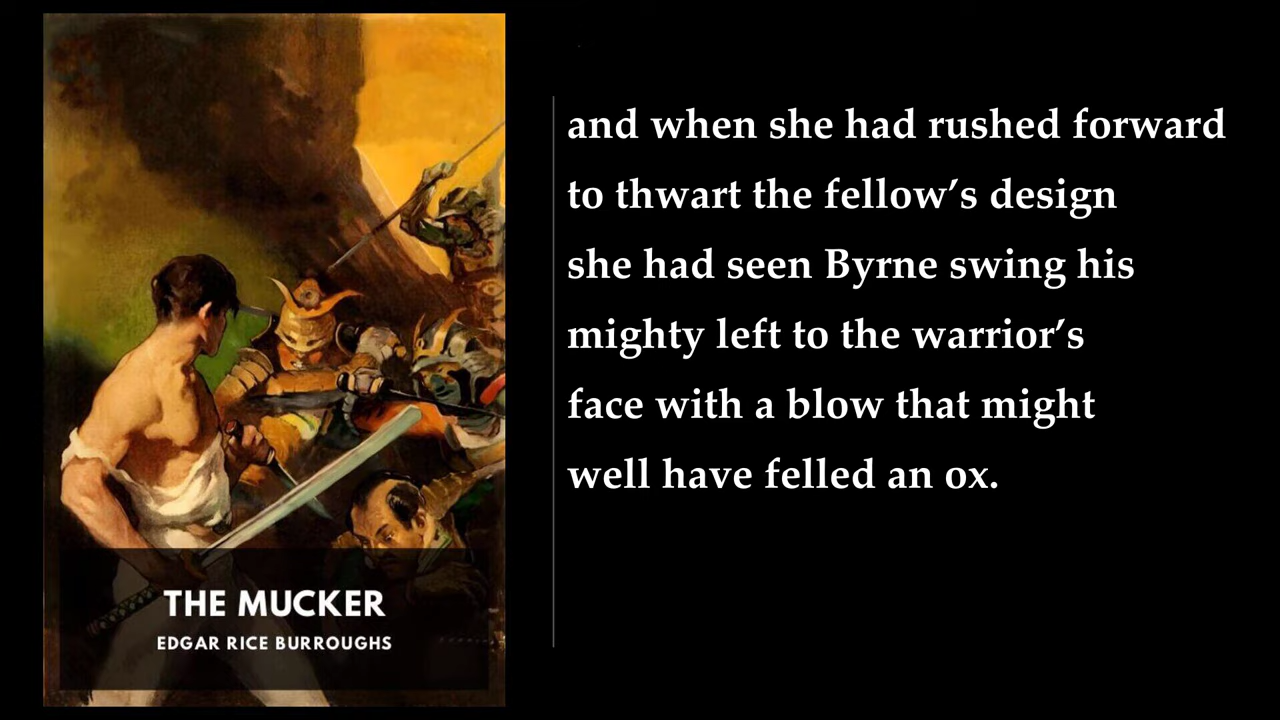 THE MUCKER
EDGAR RICE BURROUGHS
and when she had rushed forward
to thwart the fellow’s design
she had seen Byrne swing his
mighty left to the warrior’s
face with a blow that might
well have felled an ox.